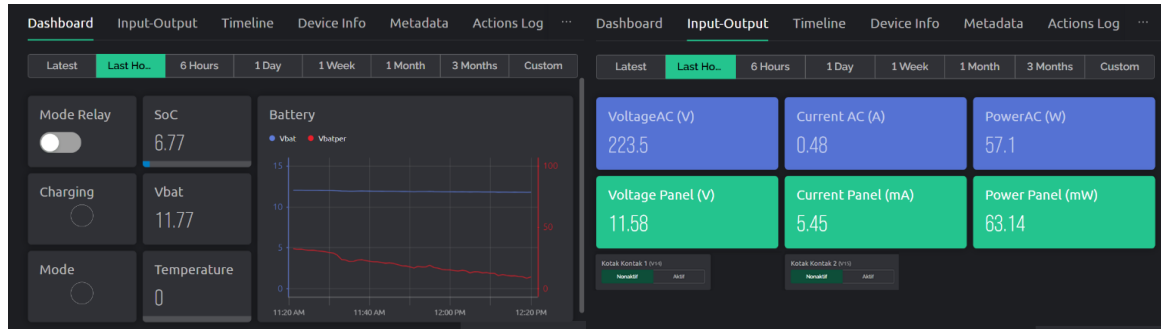 Dashboard Input-Output Timeline Device Info Metadata Actions Log ...
Latest Last Ho... 6 Hours 1 Day 1 Week 1 Month 3 Months Custom
Mode Relay
SoC
6.77
Battery
Vbat Vbatper
15
10
5
0
100
50
0
11:20 AM 11:40 AM 12:00 PM 12:20 PM
Charging
Vbat
11.77
Mode
Temperature
0
Dashboard Input-Output Timeline Device Info Metadata Actions Log ...
Latest Last Ho... 6 Hours 1 Day 1 Week 1 Month 3 Months Custom
VoltageAC (V)
223.5
Current AC (A)
0.48
PowerAC (W)
57.1
Voltage Panel (V)
11.58
Current Panel (mA)
5.45
Power Panel (mW)
63.14
Kotak Kontak 1 (V14)
Nonaktif Aktif
Kotak Kontak 2 (V15)
Nonaktif Aktif